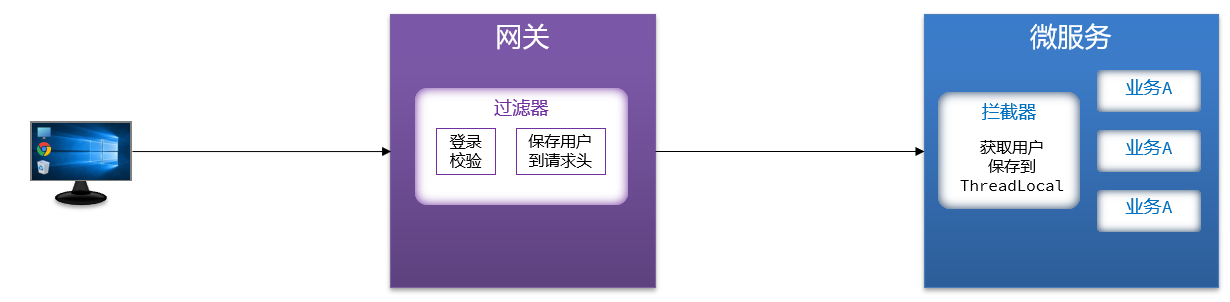 网关
过滤器
登录
校验
保存用户
到请求头
微服务
拦截器
获取用户
保存到
ThreadLocal
业务A
业务A
业务A